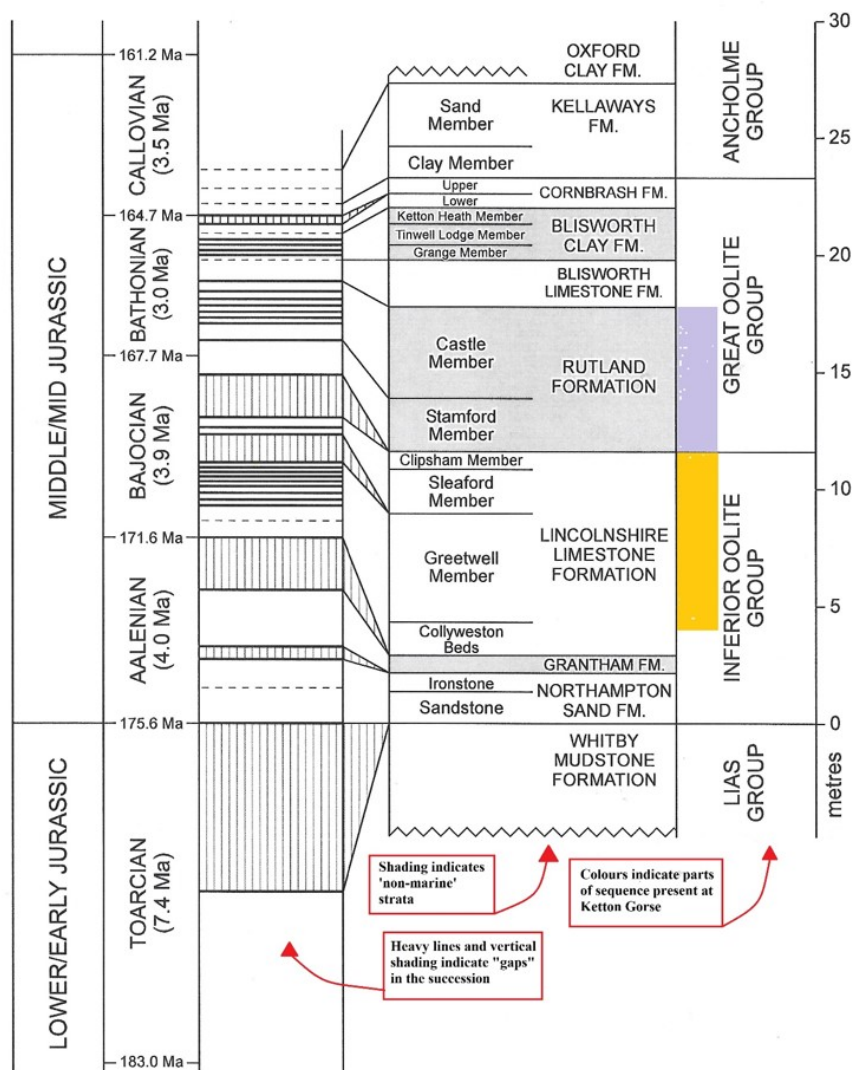 MIDDLE/MID JURASSIC
LOWER/EARLY JURASSIC
161.2 Ma
CALLOVIAN
(3.5 Ma)
164.7 Ma
BATHONIAN
(3.0 Ma)
167.7 Ma
BAJOCIAN
(3.9 Ma)
171.6 Ma
AALENIAN
(4.0 Ma)
175.6 Ma
TOARCIAN
(7.4 Ma)
183.0 Ma
Sand
Member
Clay Member
Upper
Lower
Ketton Heath Member
Tinwell Lodge Member
Grange Member
Castle
Member
Stamford
Member
Clipsham Member
Sleaford
Member
Greetwell
Member
Collyweston
Beds
Ironstone
Sandstone
OXFORD
CLAY FM.
KELLAWAYS
FM.
CORNBRASH FM.
BLISWORTH
CLAY FM.
BLISWORTH
LIMESTONE FM.
RUTLAND
FORMATION
LINCOLNSHIRE
LIMESTONE
FORMATION
GRANTHAM FM.
NORTHAMPTON
SAND FM.
WHITBY
MUDSTONE
FORMATION
ANCHOLME
GROUP
GREAT OOLITE
GROUP
INFERIOR OOLITE
GROUP
LIAS
GROUP
30
25
20
15
10
5
0
metres
Shading indicates
'non-marine'
strata
Colours indicate parts
of sequence present at
Ketton Gorse
Heavy lines and vertical
shading indicate "gaps"
in the succession